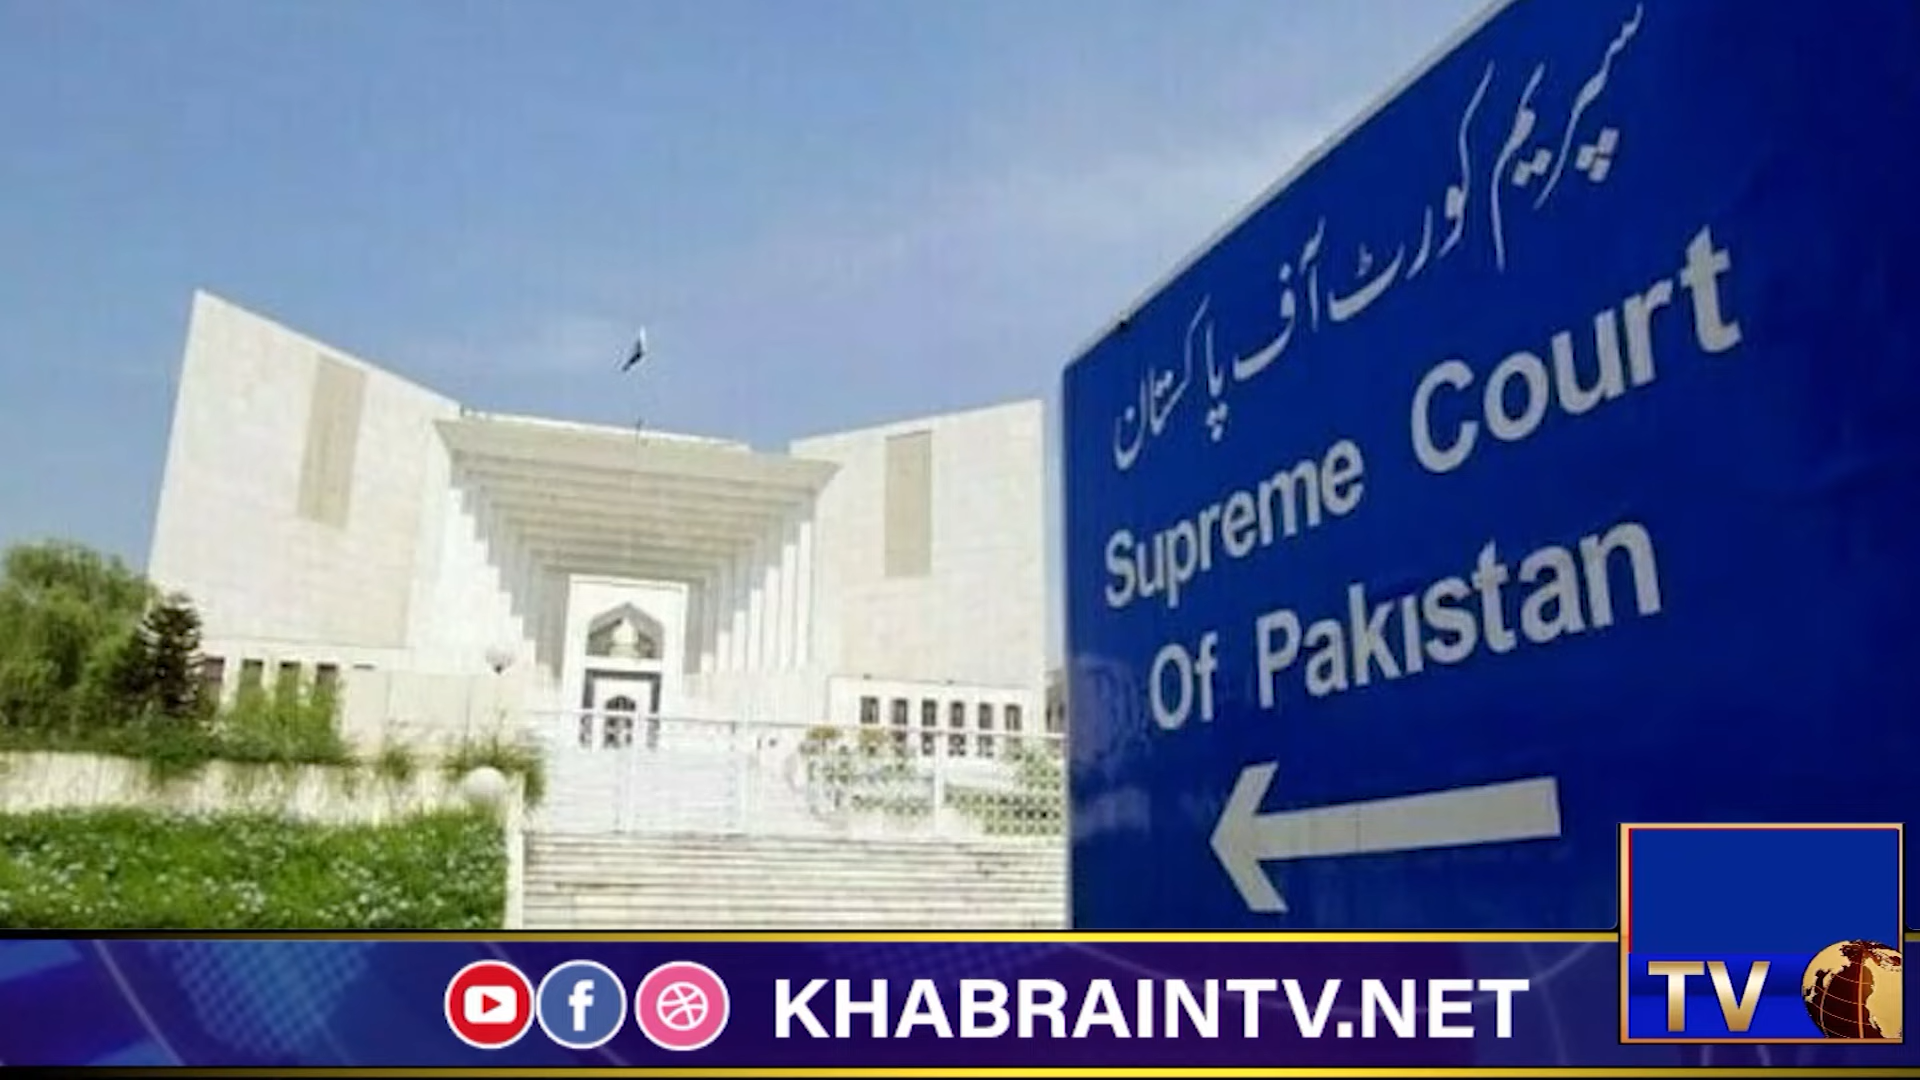 سپریم کورٹ آف پاکستان
Supreme Court
Of Pakistan
KHABRAINTV.NET
TV